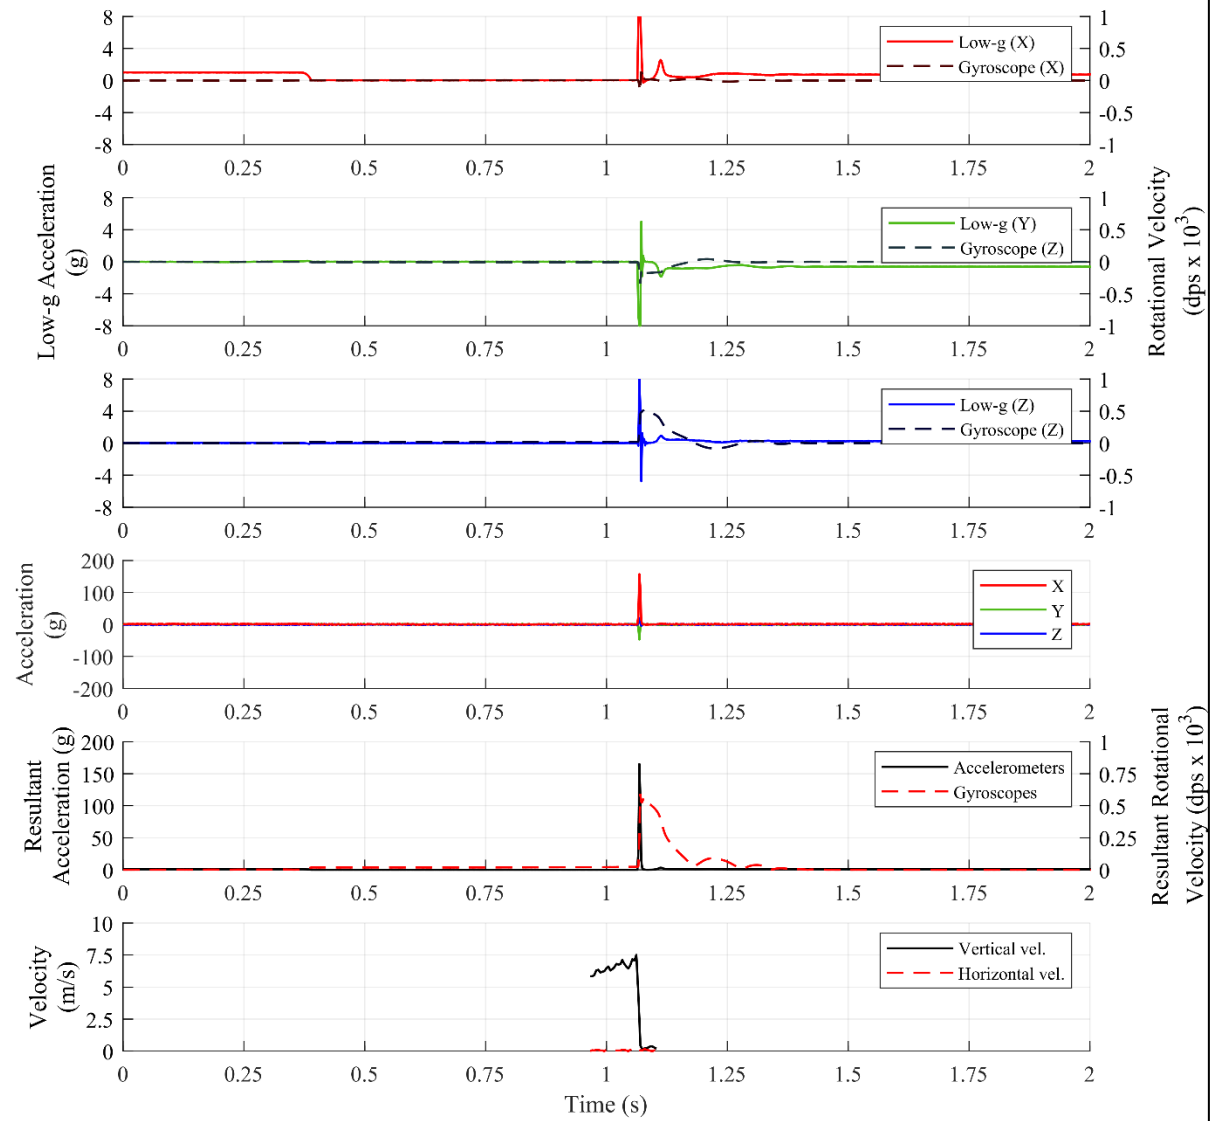 8
4
0
-4
-8
1
0.5
0
-0.5
-1
Low-g (X)
Gyroscope (X)
0 0.25 0.5 0.75 1 1.25 1.5 1.75 2
Low-g Acceleration
(g)
8
4
0
-4
-8
1
0.5
0
-0.5
-1
Rotational Velocity
(dps x 10³)
Low-g (Y)
Gyroscope (Z)
0 0.25 0.5 0.75 1 1.25 1.5 1.75 2
8
4
0
-4
-8
1
0.5
0
-0.5
-1
Low-g (Z)
Gyroscope (Z)
0 0.25 0.5 0.75 1 1.25 1.5 1.75 2
Acceleration
(g)
200
100
0
-100
-200
X
Y
Z
0 0.25 0.5 0.75 1 1.25 1.5 1.75 2
Resultant
Acceleration (g)
200
150
100
50
0
1
0.75
0.5
0.25
0
Resultant Rotational
Velocity (dps x 10³)
Accelerometers
Gyroscopes
0 0.25 0.5 0.75 1 1.25 1.5 1.75 2
Velocity
(m/s)
10
7.5
5
2.5
0
Vertical vel.
Horizontal vel.
0 0.25 0.5 0.75 1 1.25 1.5 1.75 2
Time (s)